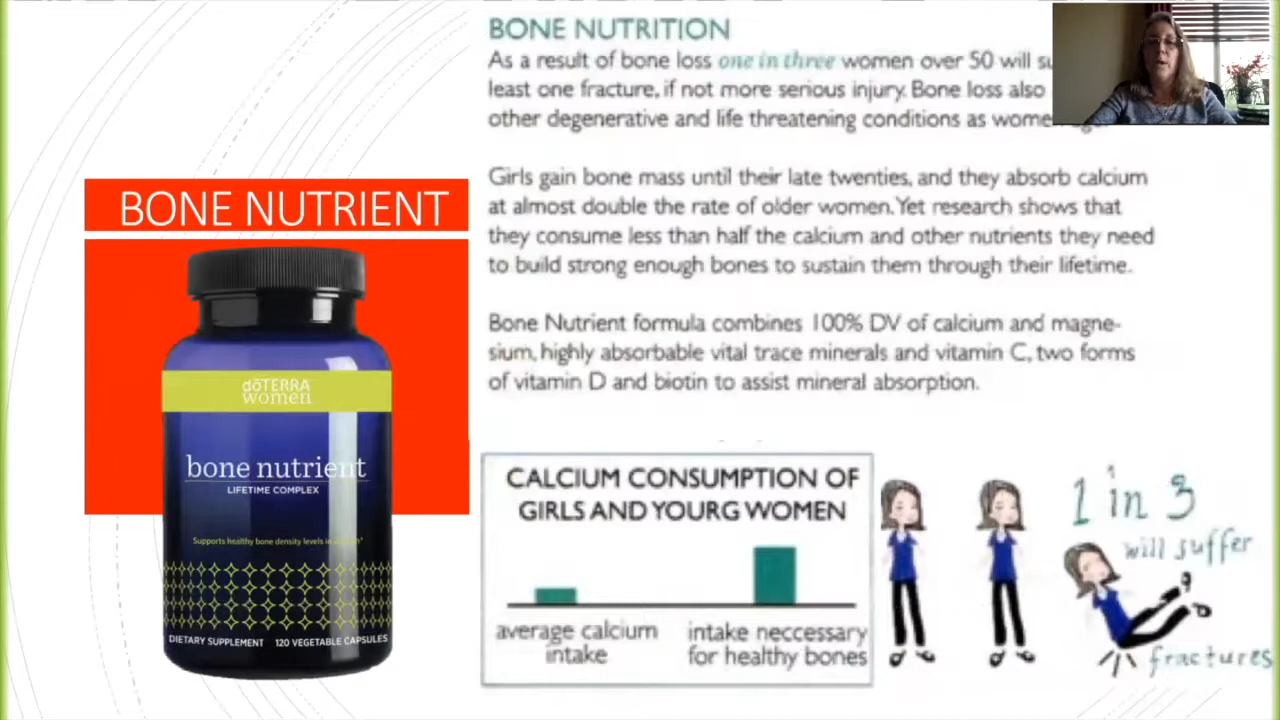 BONE NUTRIENT
dōTERRA
women
bone nutrient
LIFETIME COMPLEX
Supports healthy bone density levels in
DIETARY SUPPLEMENT 120 VEGETABLE CAPSULES
BONE NUTRITION
As a result of bone loss one in three women over 50 will
least one fracture, if not more serious injury. Bone loss also
other degenerative and life threatening conditions as
Girls gain bone mass until their late twenties, and they absorb calcium
at almost double the rate of older women. Yet research shows that
they consume less than half the calcium and other nutrients they need
to build strong enough bones to sustain them through their lifetime.
Bone Nutrient formula combines 100% DV of calcium and magne-
sium, highly absorbable vital trace minerals and vitamin C, two forms
of vitamin D and biotin to assist mineral absorption.
CALCIUM CONSUMPTION OF
GIRLS AND YOURG WOMEN
average calcium
intake
intake neccessary
for healthy bones
1 in 3
will suffer
fractures